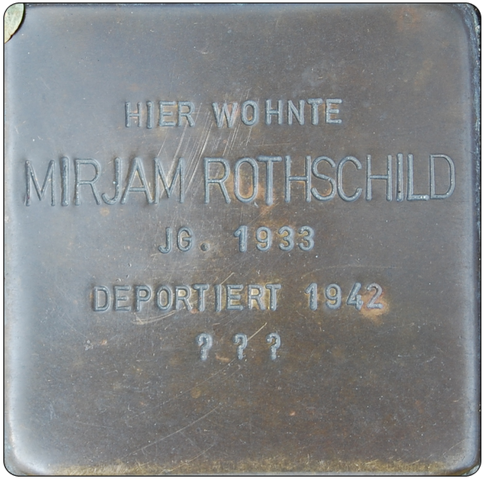 HIER WOHNTE
MIRJAM ROTHSCHILD
JG. 1933
DEPORTIERT 1942
? ? ?